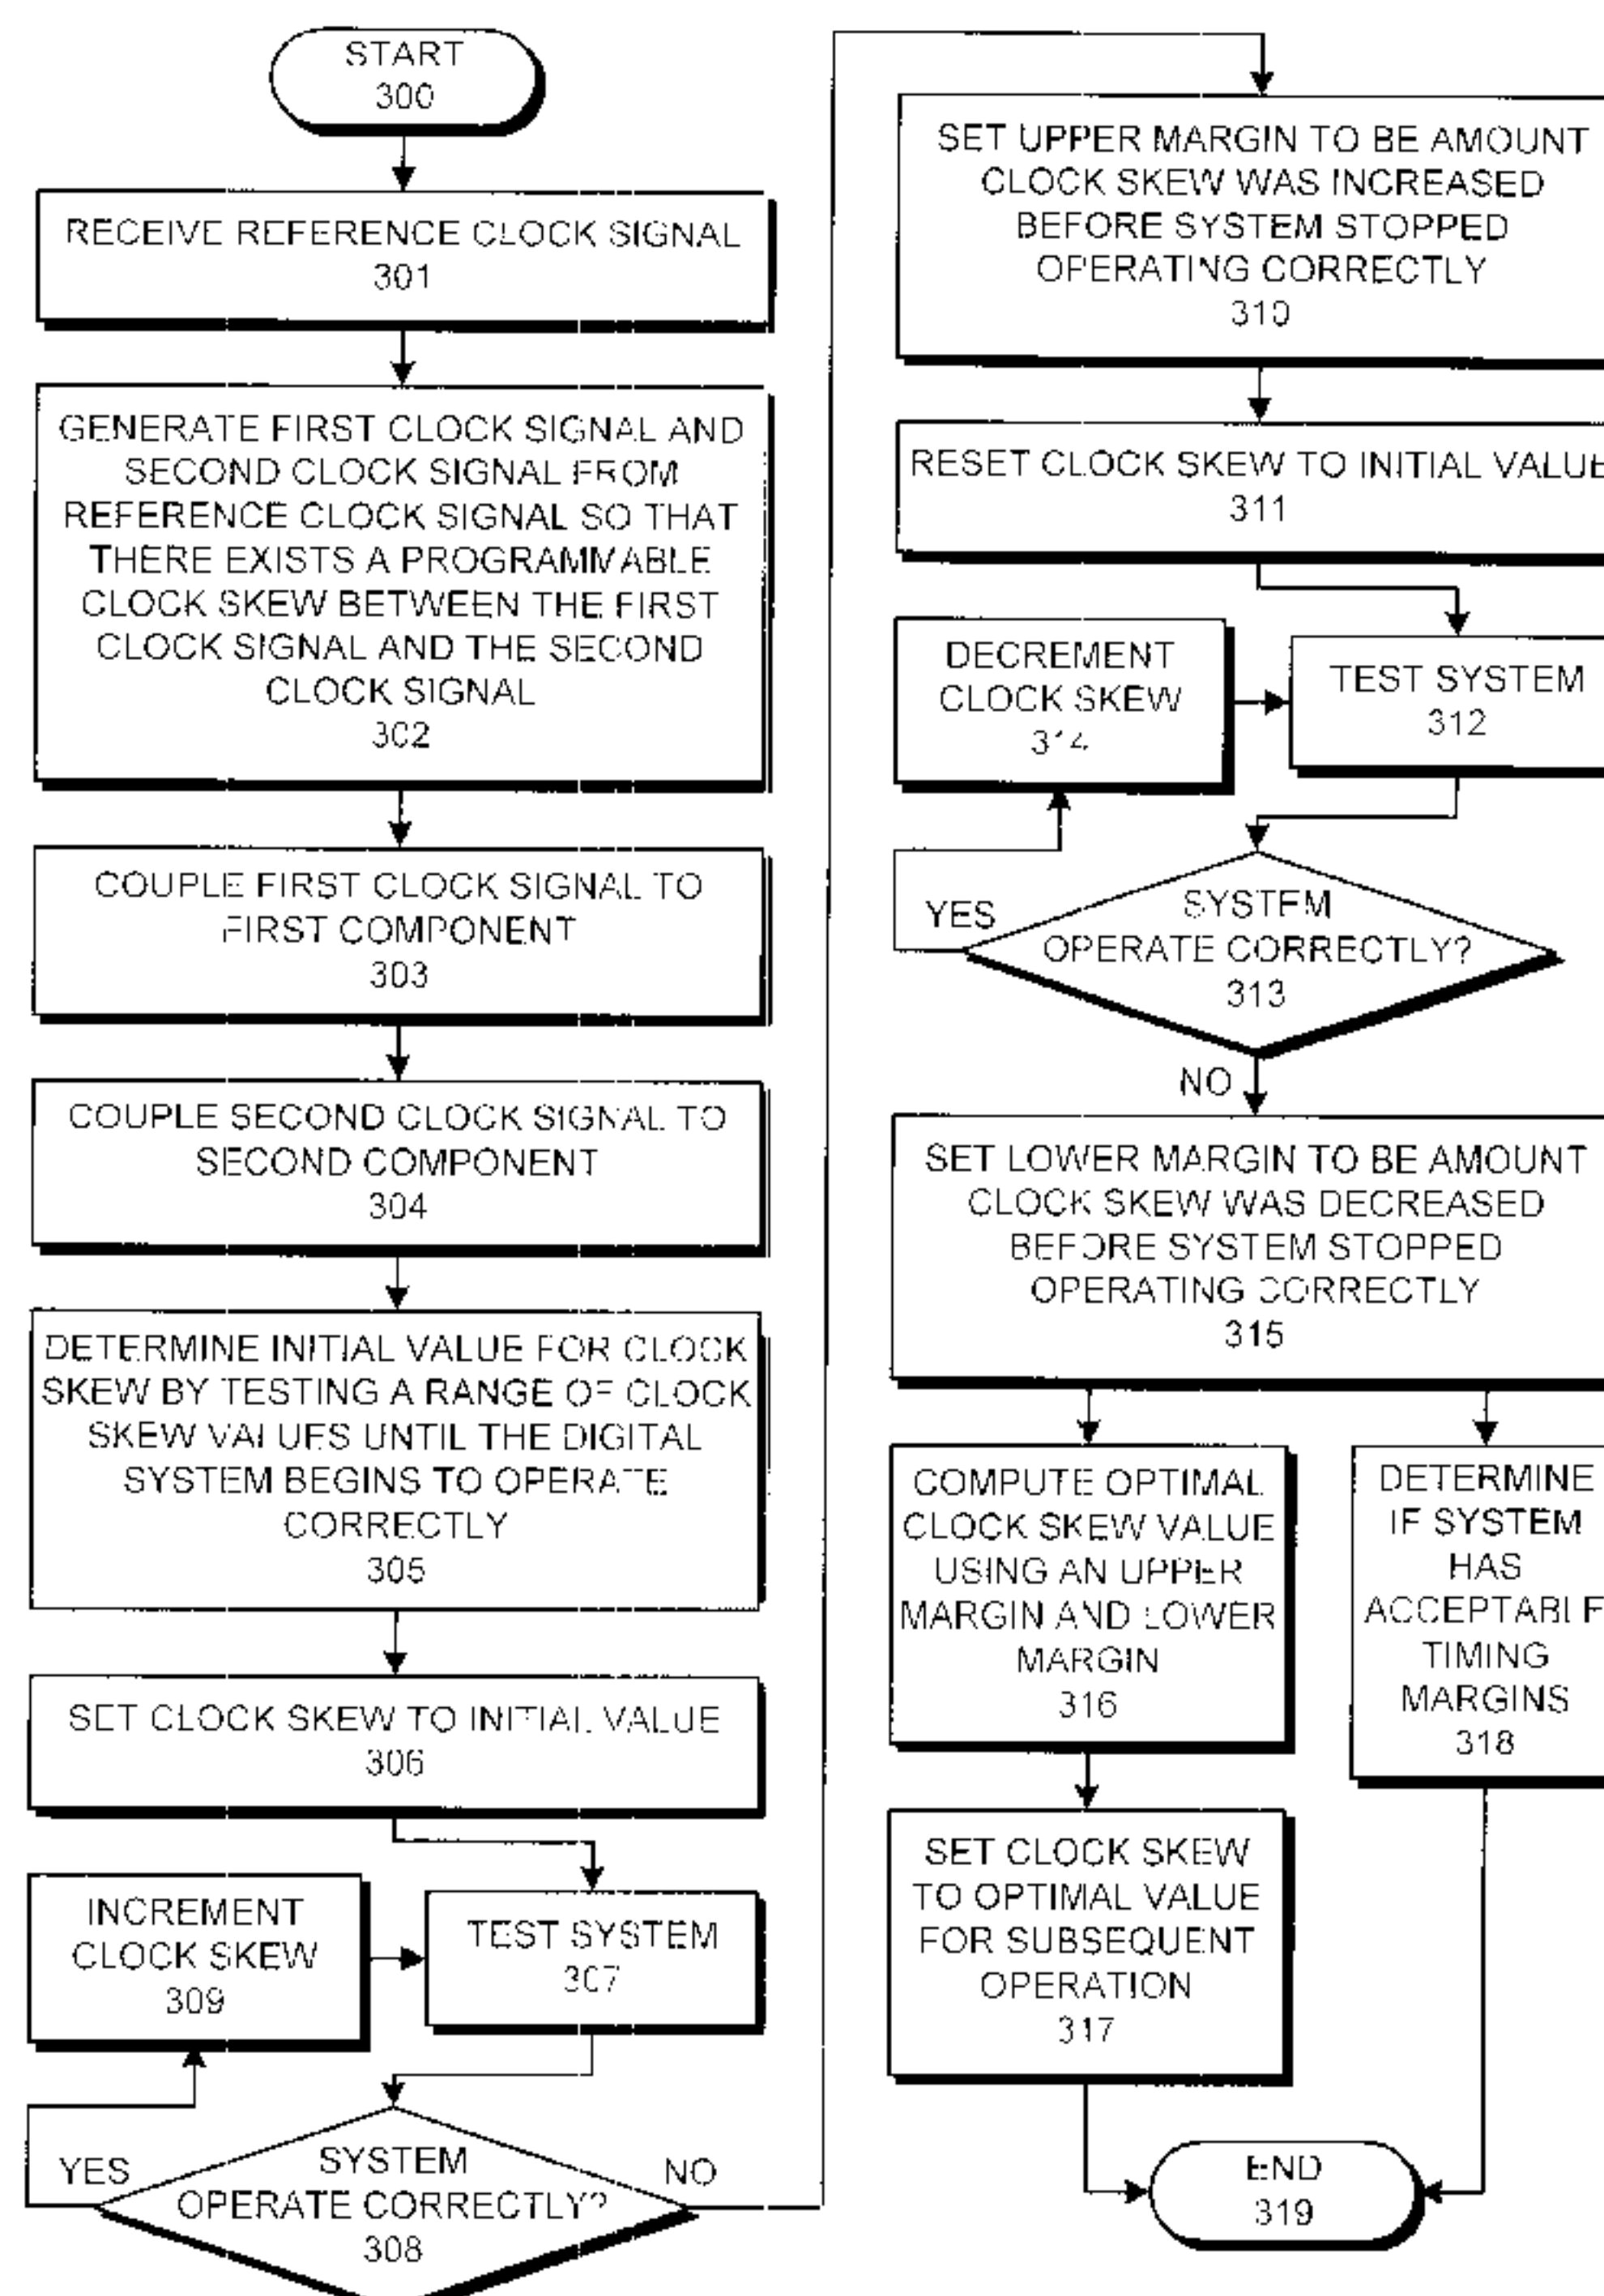 START
300
RECEIVE REFERENCE CLOCK SIGNAL
301
GENERATE FIRST CLOCK SIGNAL AND
SECOND CLOCK SIGNAL FROM
REFERENCE CLOCK SIGNAL SO THAT
THERE EXISTS A PROGRAMMABLE
CLOCK SKEW BETWEEN THE FIRST
CLOCK SIGNAL AND THE SECOND
CLOCK SIGNAL
302
COUPLE FIRST CLOCK SIGNAL TO
FIRST COMPONENT
303
COUPLE SECOND CLOCK SIGNAL TO
SECOND COMPONENT
304
DETERMINE INITIAL VALUE FOR CLOCK
SKEW BY TESTING A RANGE OF CLOCK
SKEW VALUES UNTIL THE DIGITAL
SYSTEM BEGINS TO OPERATE
CORRECTLY
305
SET CLOCK SKEW TO INITIAL VALUE
306
INCREMENT
CLOCK SKEW
309
TEST SYSTEM
307
YES
SYSTEM
OPERATE CORRECTLY?
308
NO
SET UPPER MARGIN TO BE AMOUNT
CLOCK SKEW WAS INCREASED
BEFORE SYSTEM STOPPED
OPERATING CORRECTLY
310
RESET CLOCK SKEW TO INITIAL VALUE
311
DECREMENT
CLOCK SKEW
314
TEST SYSTEM
312
YES
SYSTEM
OPERATE CORRECTLY?
313
NO
SET LOWER MARGIN TO BE AMOUNT
CLOCK SKEW WAS DECREASED
BEFORE SYSTEM STOPPED
OPERATING CORRECTLY
315
COMPUTE OPTIMAL
CLOCK SKEW VALUE
USING AN UPPER
MARGIN AND LOWER
MARGIN
316
DETERMINE
IF SYSTEM
HAS
ACCEPTABLE
TIMING
MARGINS
318
SET CLOCK SKEW
TO OPTIMAL VALUE
FOR SUBSEQUENT
OPERATION
317
END
319